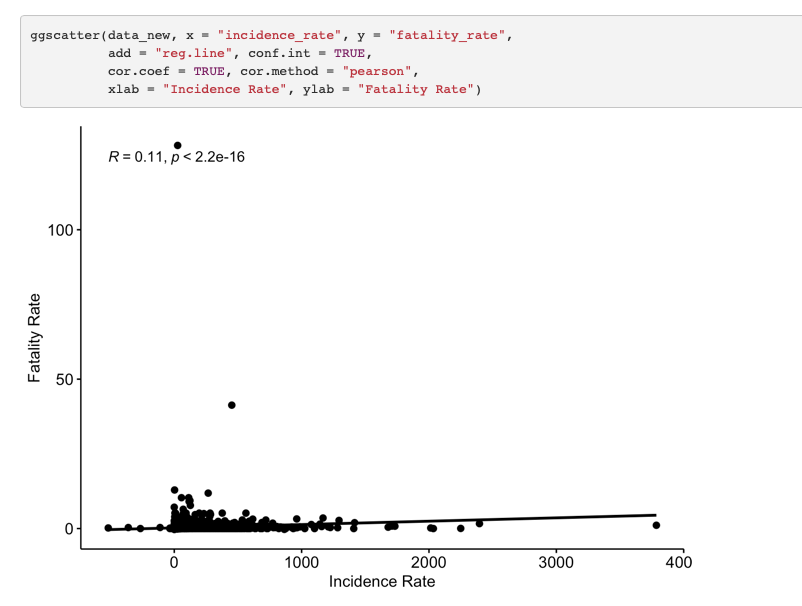 ggscatter(data_new, x = "incidence_rate", y = "fatality_rate",
add = "reg.line", conf.int = TRUE,
cor.coef = TRUE, cor.method = "pearson",
xlab = "Incidence Rate", ylab = "Fatality Rate")
R = 0.11, p < 2.2e-16
100
50
0
Fatality Rate
0 1000 2000 3000 400
Incidence Rate